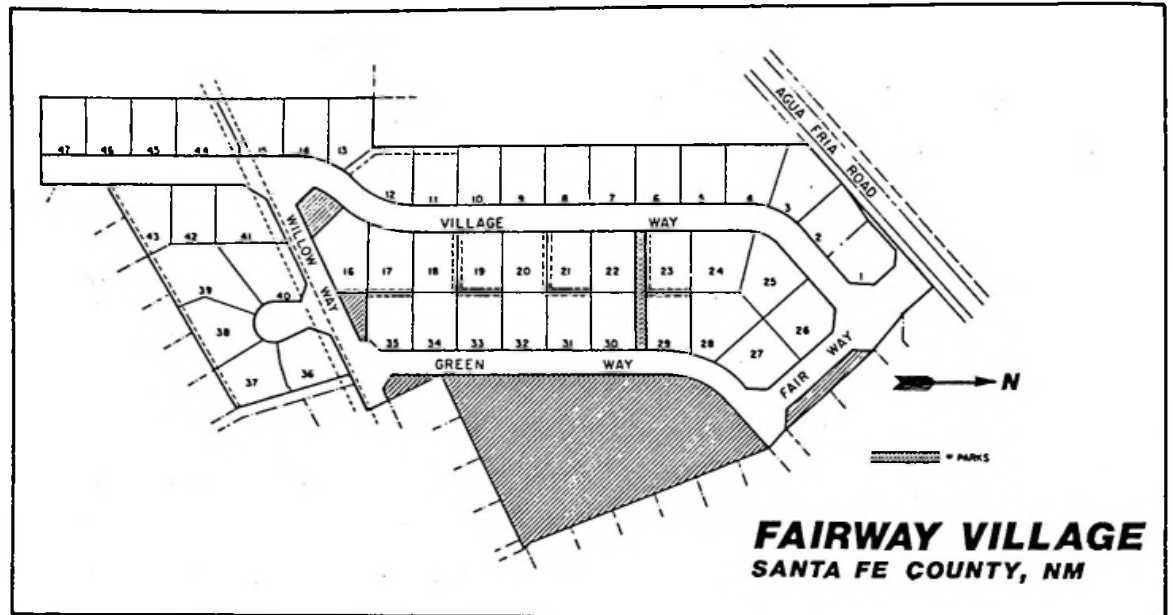 AGUA FRIA ROAD
47 46 45 44 15 14 13
12 11 10 9 8 7 6 5 4 3
2
1
VILLAGE WAY
WILLOW WAY
43 42 41
16 17 18 19 20 21 22 23 24 25
26
40
39
38
37 36
35 34 33 32 31 30 29 28 27
GREEN WAY
FAIR WAY
N
= PARKS
FAIRWAY VILLAGE
SANTA FE COUNTY, NM